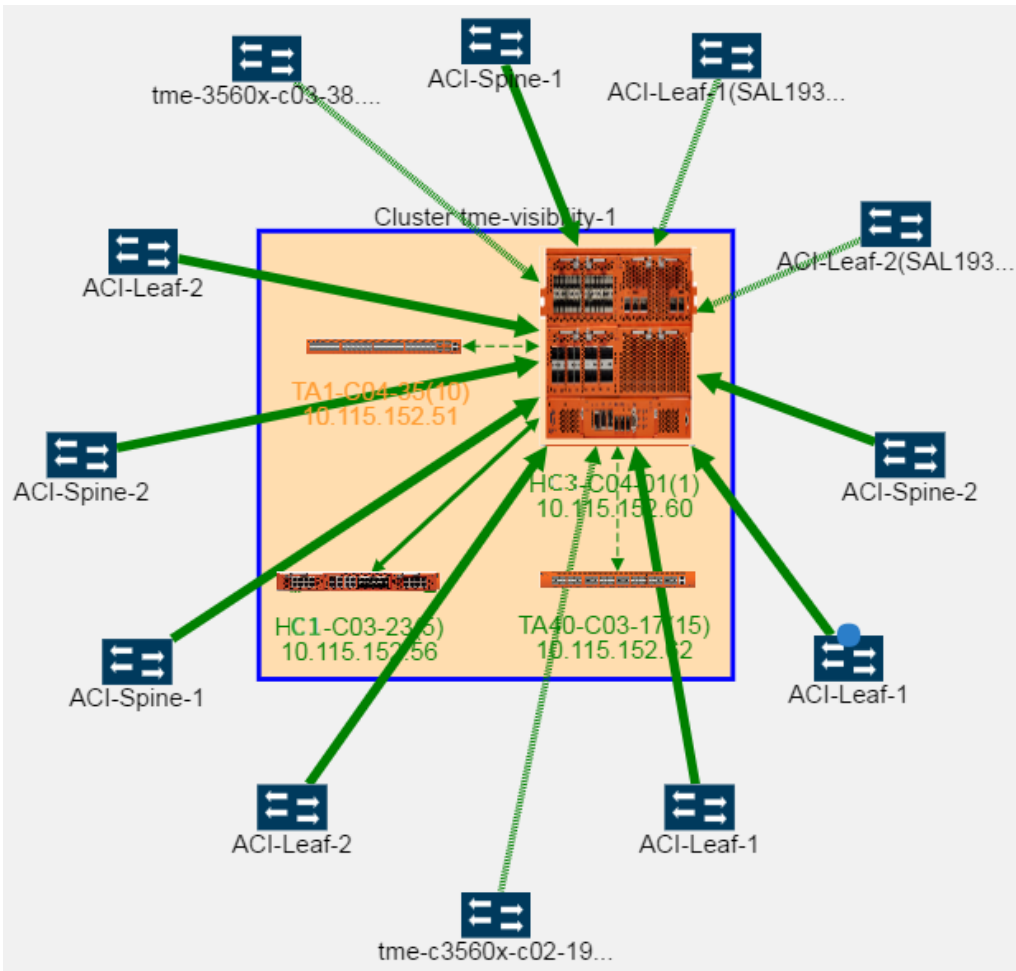 ACI-Spine-1
tme-3560x-c03-38....
ACI-Leaf-1(SAL193...
Cluster tme-visibility-1
ACI-Leaf-2(SAL193...
ACI-Leaf-2
TA1-C04-35(10)
10.115.152.51
HC3-C04-01(1)
10.115.152.60
ACI-Spine-2
ACI-Spine-2
HC1-C03-23(5)
10.115.152.56
TA40-C03-17(15)
10.115.152.62
ACI-Spine-1
ACI-Leaf-1
ACI-Leaf-2
ACI-Leaf-1
tme-c3560x-c02-19...